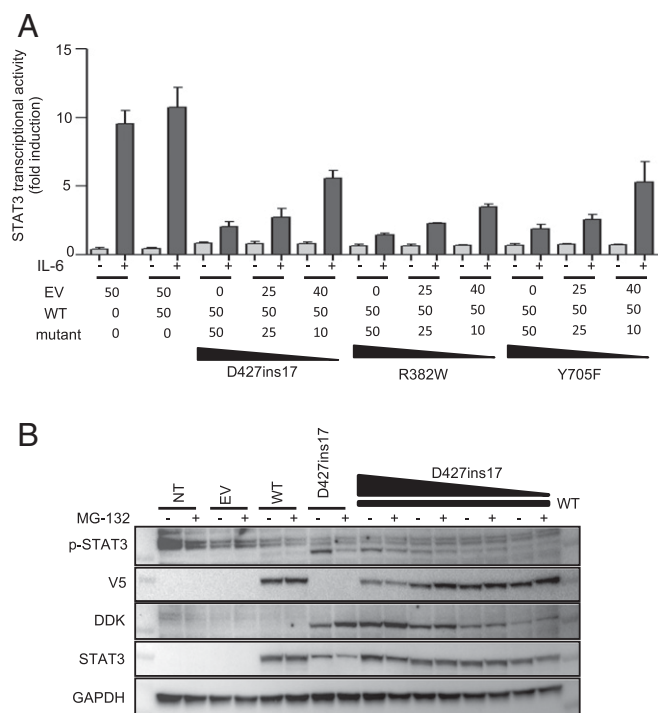 A
STAT3 transcriptional activity
(fold induction)
15
10
5
0
IL-6 - + - + - + - + - + - + - + - + - + - + - +
EV 50 50 0 25 40 0 25 40 0 25 40
WT 0 50 50 50 50 50 50 50 50 50 50
mutant 0 0 50 25 10 50 25 10 50 25 10
D427ins17 R382W Y705F
B
NT EV WT D427ins17 D427ins17
WT
MG-132 - + - + - + - + - + - + - + - +
p-STAT3
V5
DDK
STAT3
GAPDH